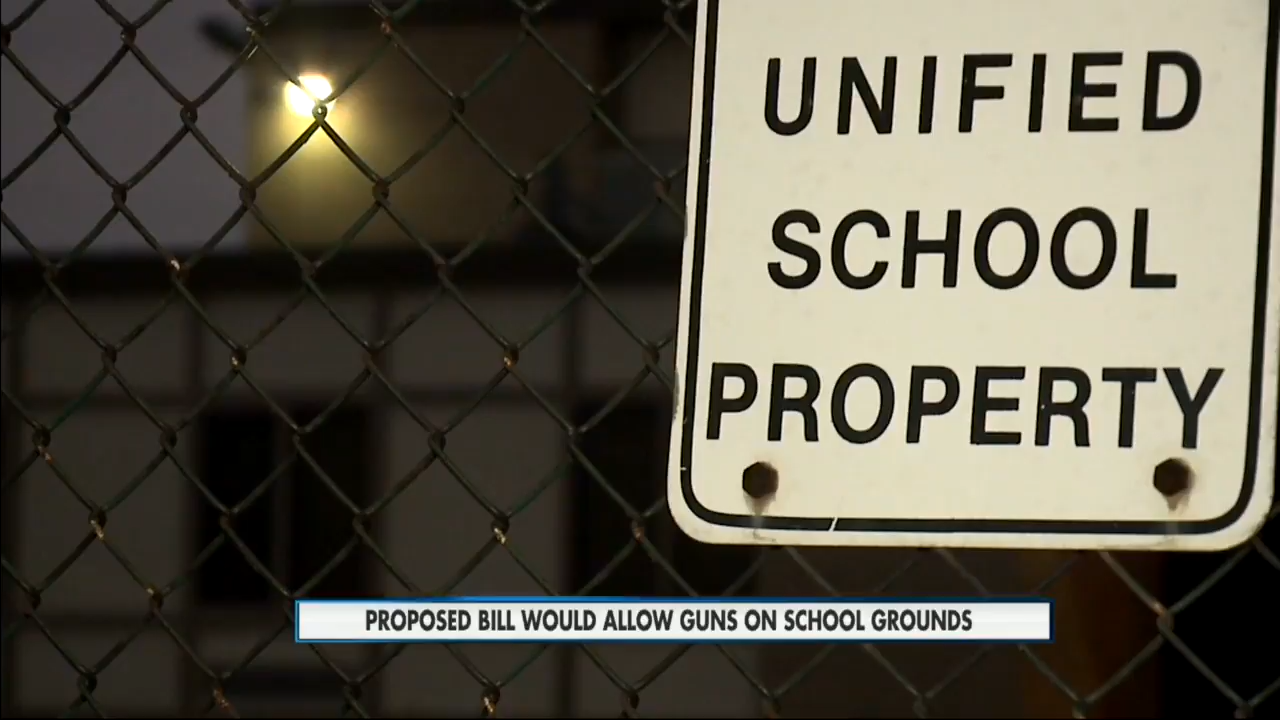 UNIFIED
SCHOOL
PROPERTY
PROPOSED BILL WOULD ALLOW GUNS ON SCHOOL GROUNDS